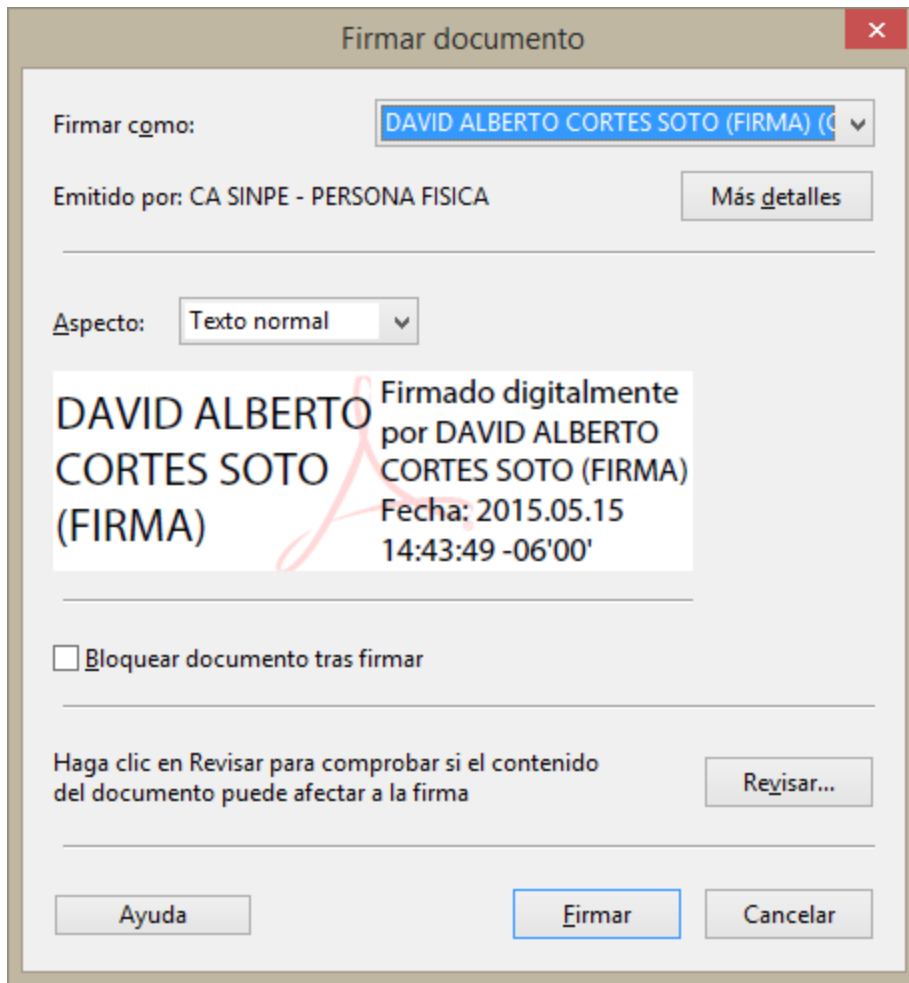 Firmar documento
Firmar como: DAVID ALBERTO CORTES SOTO (FIRMA) (
Emitido por: CA SINPE - PERSONA FISICA Más detalles
Aspecto: Texto normal
DAVID ALBERTO
CORTES SOTO
(FIRMA)
Firmado digitalmente
por DAVID ALBERTO
CORTES SOTO (FIRMA)
Fecha: 2015.05.15
14:43:49 -06'00'
Bloquear documento tras firmar
Haga clic en Revisar para comprobar si el contenido
del documento puede afectar a la firma
Revisar...
Ayuda Firmar Cancelar